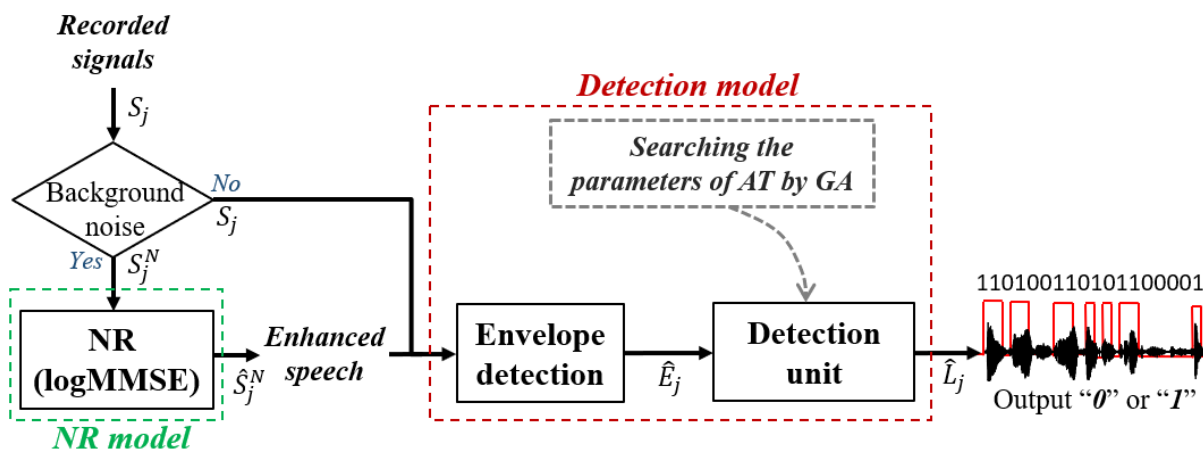 Recorded
signals
S_j
Background
noise
No
S_j
Yes
S_j^N
NR
(logMMSE)
NR model
Ŝ_j^N
Enhanced
speech
Detection model
Searching the
parameters of AT by GA
Envelope
detection
Ê_j
Detection
unit
L̂_j
110100110101100001
Output “0” or “1”